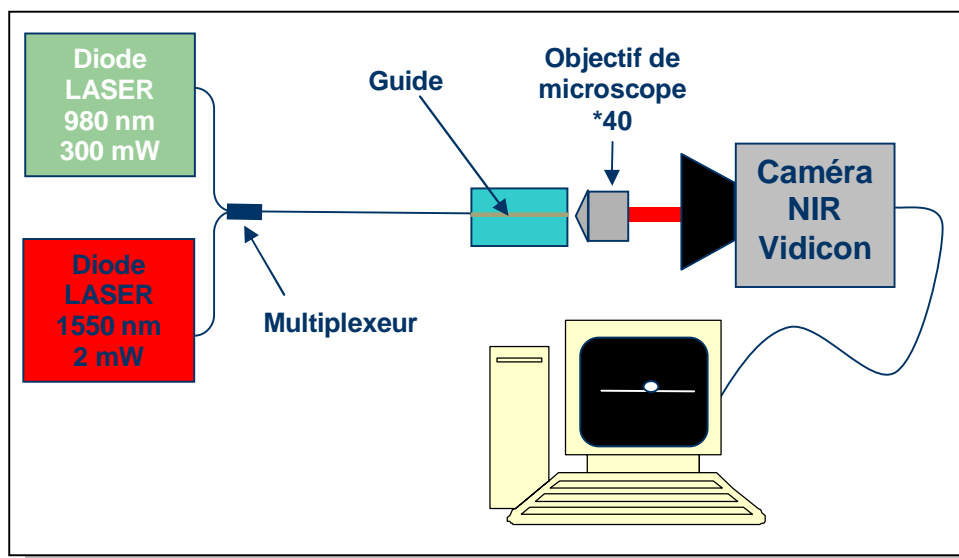 Diode
LASER
980 nm
300 mW
Diode
LASER
1550 nm
2 mW
Multiplexeur
Guide
Objectif de
microscope
*40
Caméra
NIR
Vidicon